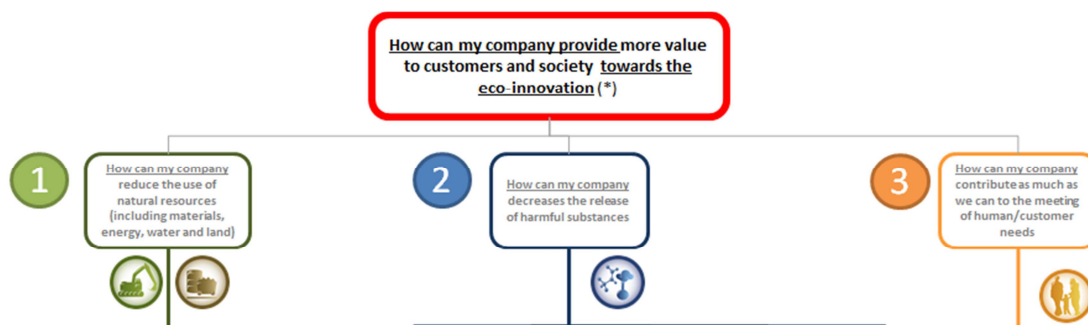 How can my company provide more value
to customers and society towards the
eco-innovation (*)
1
How can my company
reduce the use of
natural resources
(including materials,
energy, water and land)
2
How can my company
decreases the release
of harmful substances
3
How can my company
contribute as much as
we can to the meeting
of human/customer
needs